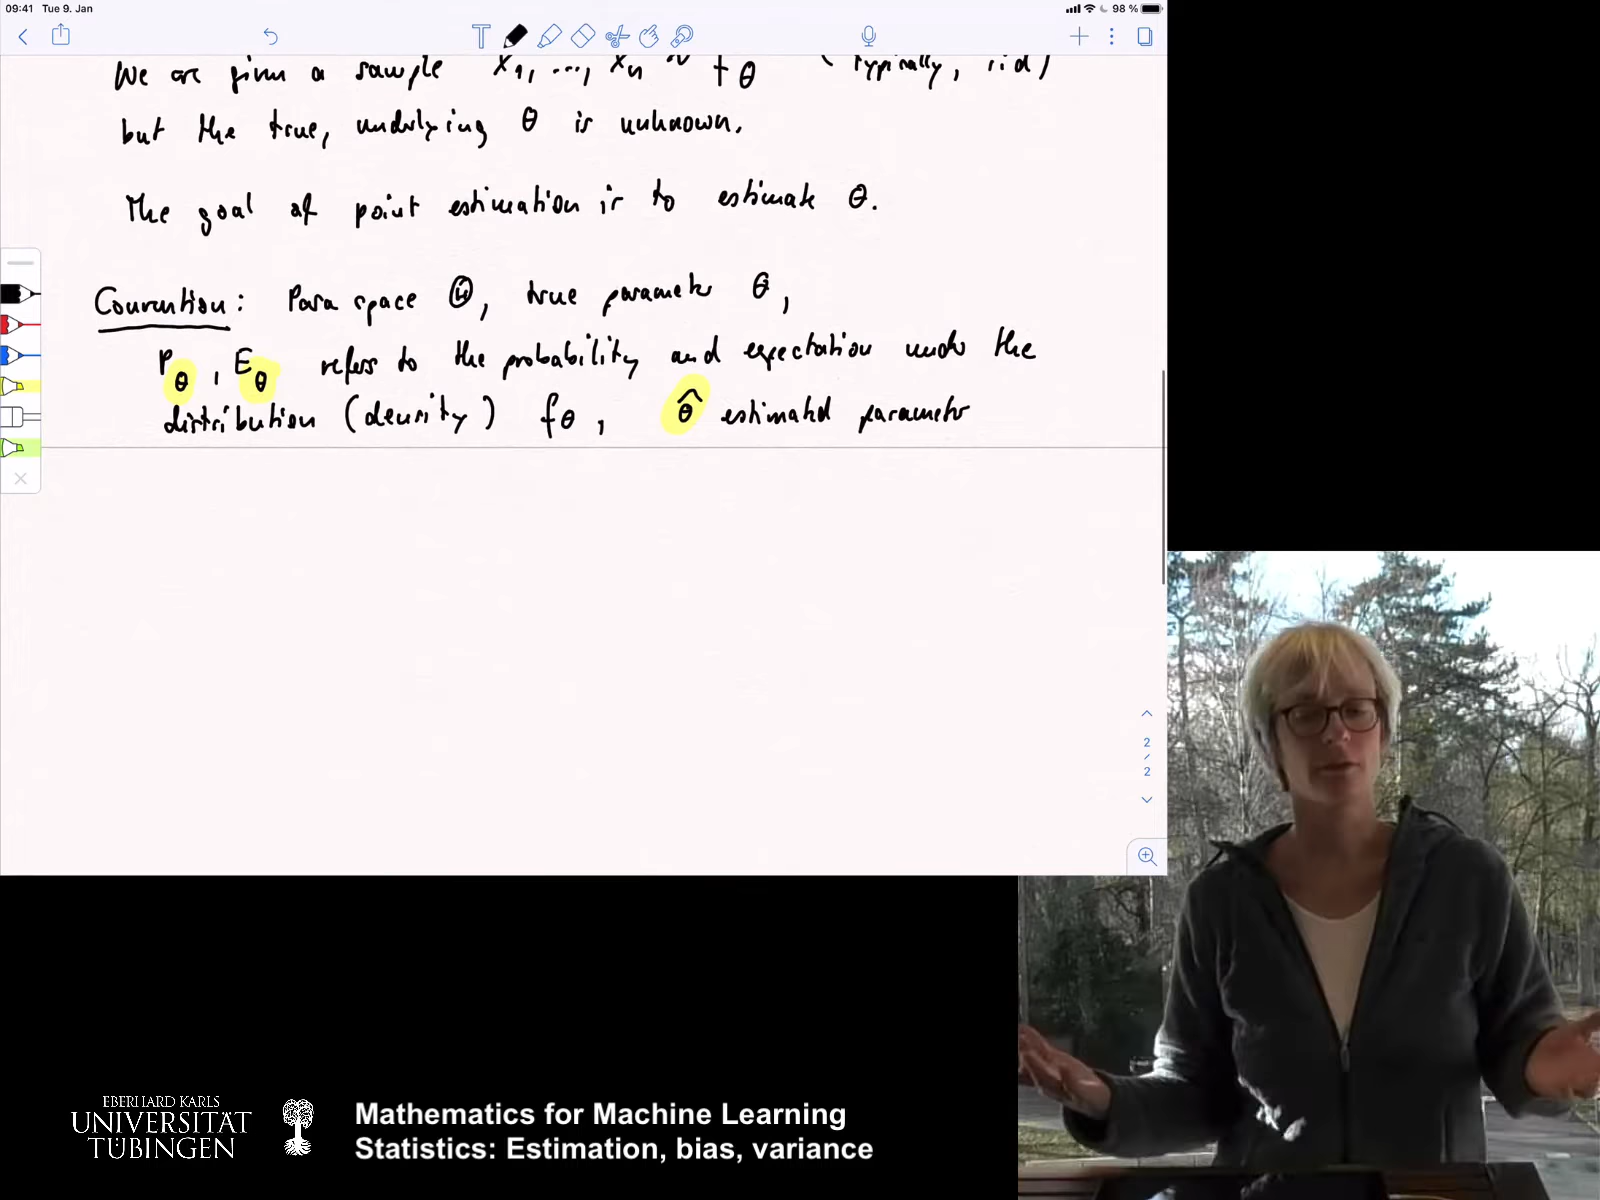 09:41 Tue 9. Jan 98 %
We are given a sample X1, ..., Xn ~ fθ (typically, iid)
but the true, underlying θ is unknown.
The goal of point estimation is to estimate θ.
Convention: Para space Θ, true parameter θ,
Pθ, Eθ refers to the probability and expectation under the
distribution (density) fθ, θ̂ estimated parameter
2
/
2
EBERHARD KARLS
UNIVERSITÄT
TÜBINGEN
Mathematics for Machine Learning
Statistics: Estimation, bias, variance